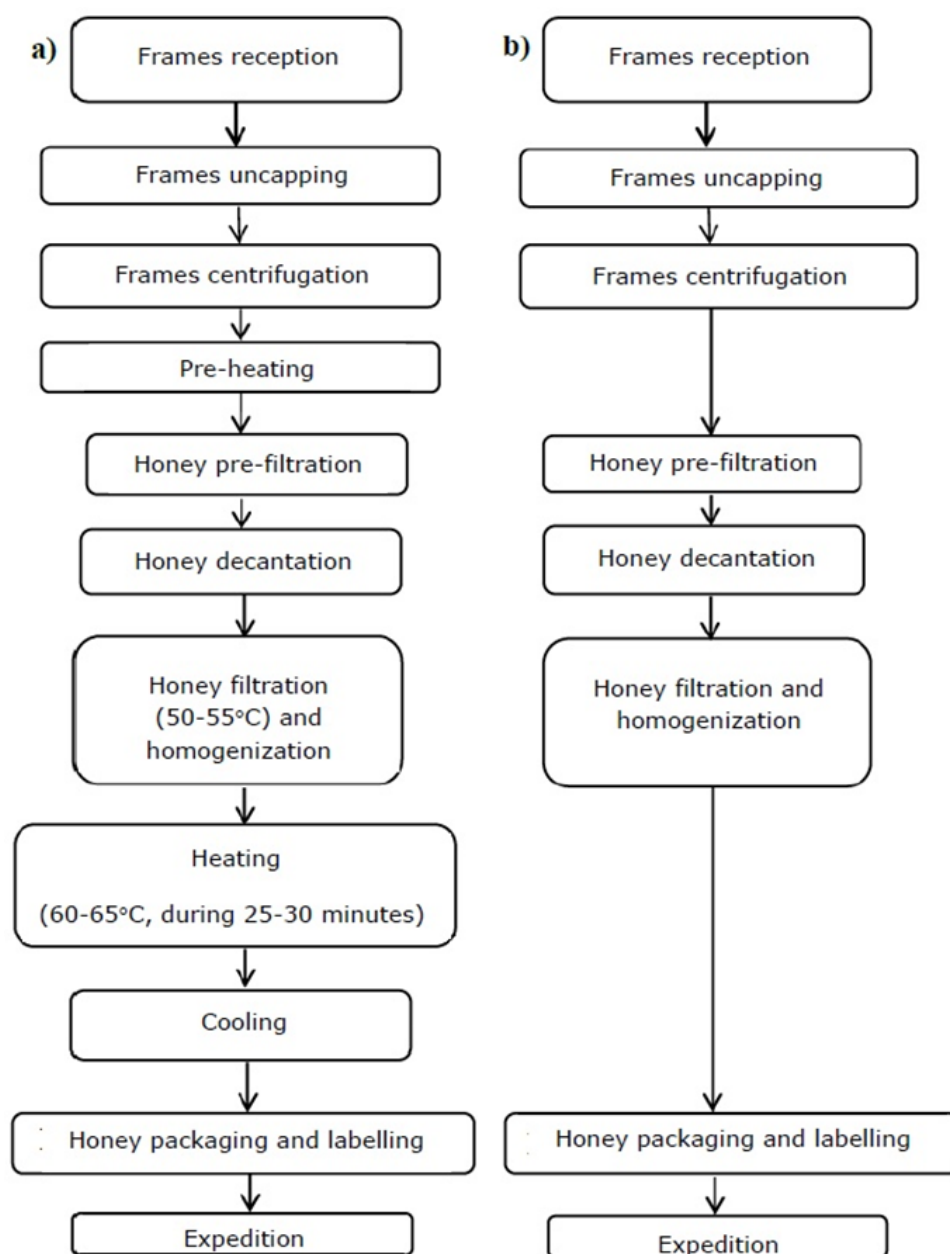 a)
Frames reception
Frames uncapping
Frames centrifugation
Pre-heating
Honey pre-filtration
Honey decantation
Honey filtration
(50-55°C) and
homogenization
Heating
(60-65°C, during 25-30 minutes)
Cooling
Honey packaging and labelling
Expedition
b)
Frames reception
Frames uncapping
Frames centrifugation
Honey pre-filtration
Honey decantation
Honey filtration and
homogenization
Honey packaging and labelling
Expedition